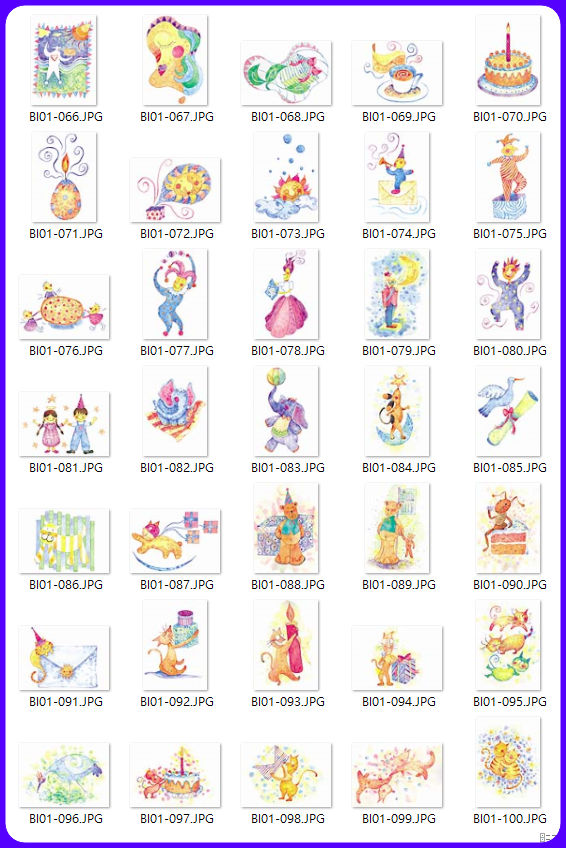 BI01-066.JPG BI01-067.JPG BI01-068.JPG BI01-069.JPG BI01-070.JPG
BI01-071.JPG BI01-072.JPG BI01-073.JPG BI01-074.JPG BI01-075.JPG
BI01-076.JPG BI01-077.JPG BI01-078.JPG BI01-079.JPG BI01-080.JPG
BI01-081.JPG BI01-082.JPG BI01-083.JPG BI01-084.JPG BI01-085.JPG
BI01-086.JPG BI01-087.JPG BI01-088.JPG BI01-089.JPG BI01-090.JPG
BI01-091.JPG BI01-092.JPG BI01-093.JPG BI01-094.JPG BI01-095.JPG
BI01-096.JPG BI01-097.JPG BI01-098.JPG BI01-099.JPG BI01-100.JPG